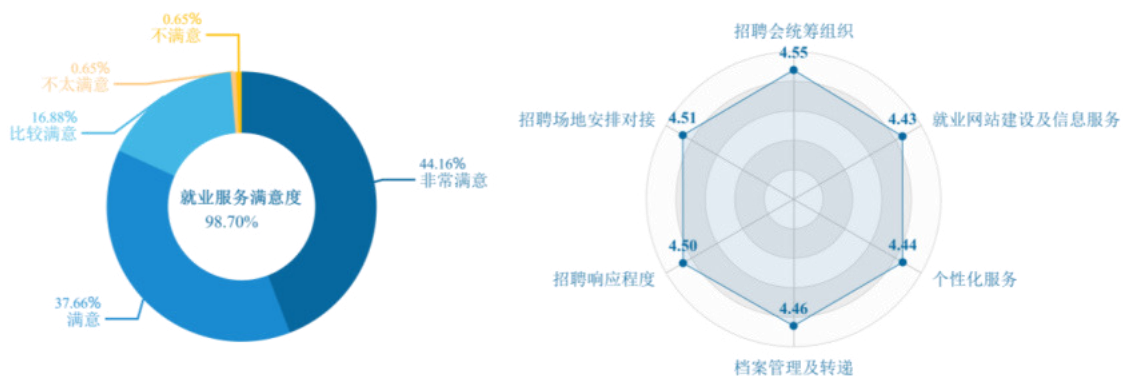 0.65%
不满意
0.65%
不太满意
16.88%
比较满意
就业服务满意度
98.70%
44.16%
非常满意
37.66%
满意
招聘会统筹组织
4.55
招聘场地安排对接
4.51
4.43
就业网站建设及信息服务
4.50
招聘响应程度
4.44
个性化服务
4.46
档案管理及转递